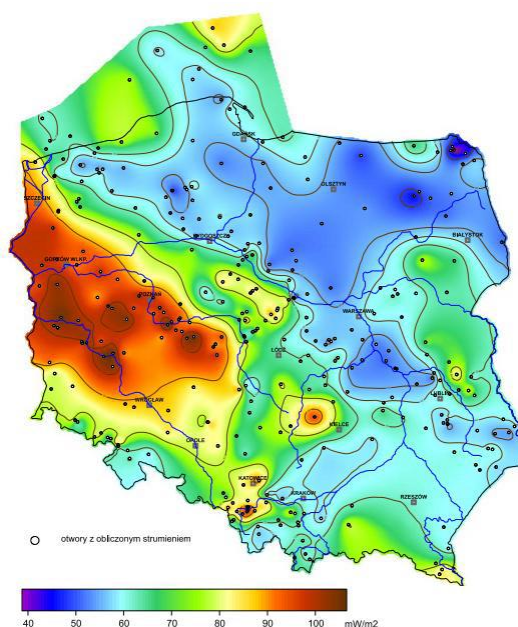 GDAŃSK
OLSZTYN
SZCZECIN
BIAŁYSTOK
BYDGOSZCZ
GORZÓW WLKP.
POZNAŃ
WARSZAWA
ŁÓDŹ
LUBLIN
WROCŁAW
KIELCE
OPOLE
KATOWICE
KRAKÓW
RZESZÓW
otwory z obliczonym strumieniem
40 50 60 70 80 90 100 mW/m2